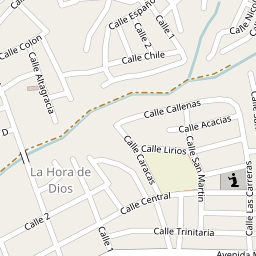 Calle Español
Calle 2
Calle 1
Calle Colon
Calle Chile
Calle Altagracia
Calle Callenas
Calle Acacias
D
Calle Lirios
Calle Caracas
Calle San Martin
La Hora de
Dios
Calle Las Carreras
Calle Central
Calle 2
Calle Trinitaria
Avenida M